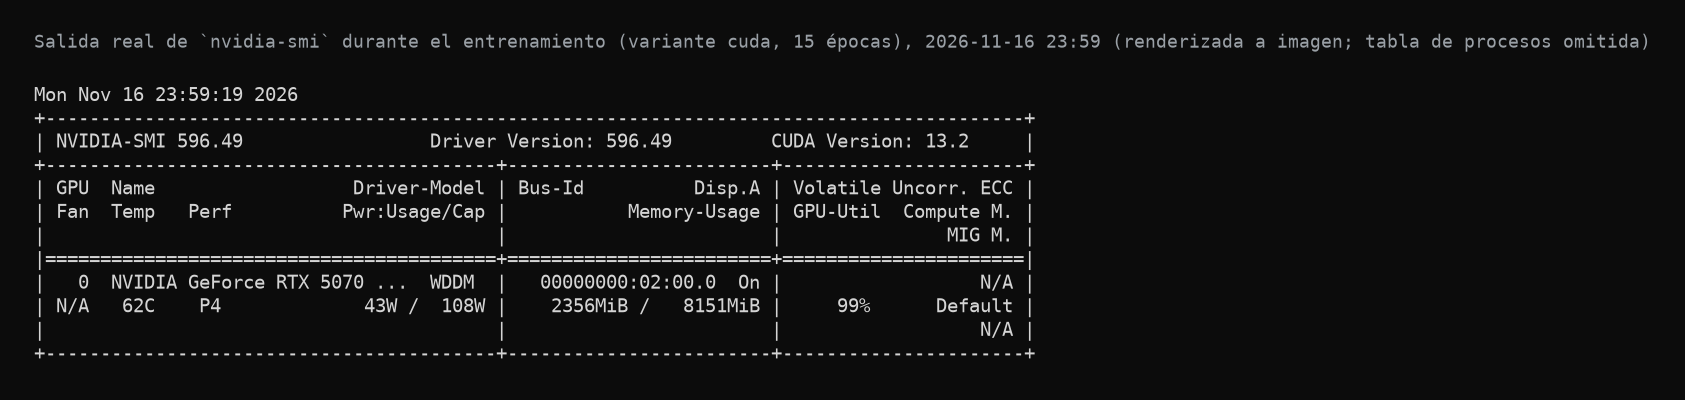 Salida real de `nvidia-smi` durante el entrenamiento (variante cuda, 15 épocas), 2026-11-16 23:59 (renderizada a imagen; tabla de procesos omitida)
Mon Nov 16 23:59:19 2026
+-----------------------------------------------------------------------------------------+
| NVIDIA-SMI 596.49                 Driver Version: 596.49         CUDA Version: 13.2     |
+-----------------------------------------+------------------------+----------------------+
| GPU  Name                  Driver-Model | Bus-Id          Disp.A | Volatile Uncorr. ECC |
| Fan  Temp   Perf          Pwr:Usage/Cap |           Memory-Usage | GPU-Util  Compute M. |
|                                         |                        |               MIG M. |
|=========================================+========================+======================|
|   0  NVIDIA GeForce RTX 5070 ...  WDDM  |   00000000:02:00.0  On |                  N/A |
| N/A   62C    P4             43W /  108W |    2356MiB /   8151MiB |     99%      Default |
|                                         |                        |                  N/A |
+-----------------------------------------+------------------------+----------------------+